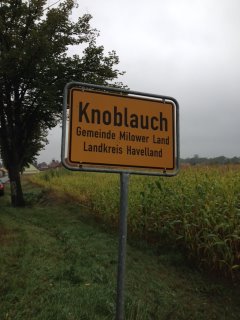 Knoblauch
Gemeinde Milower Land
Landkreis Havelland